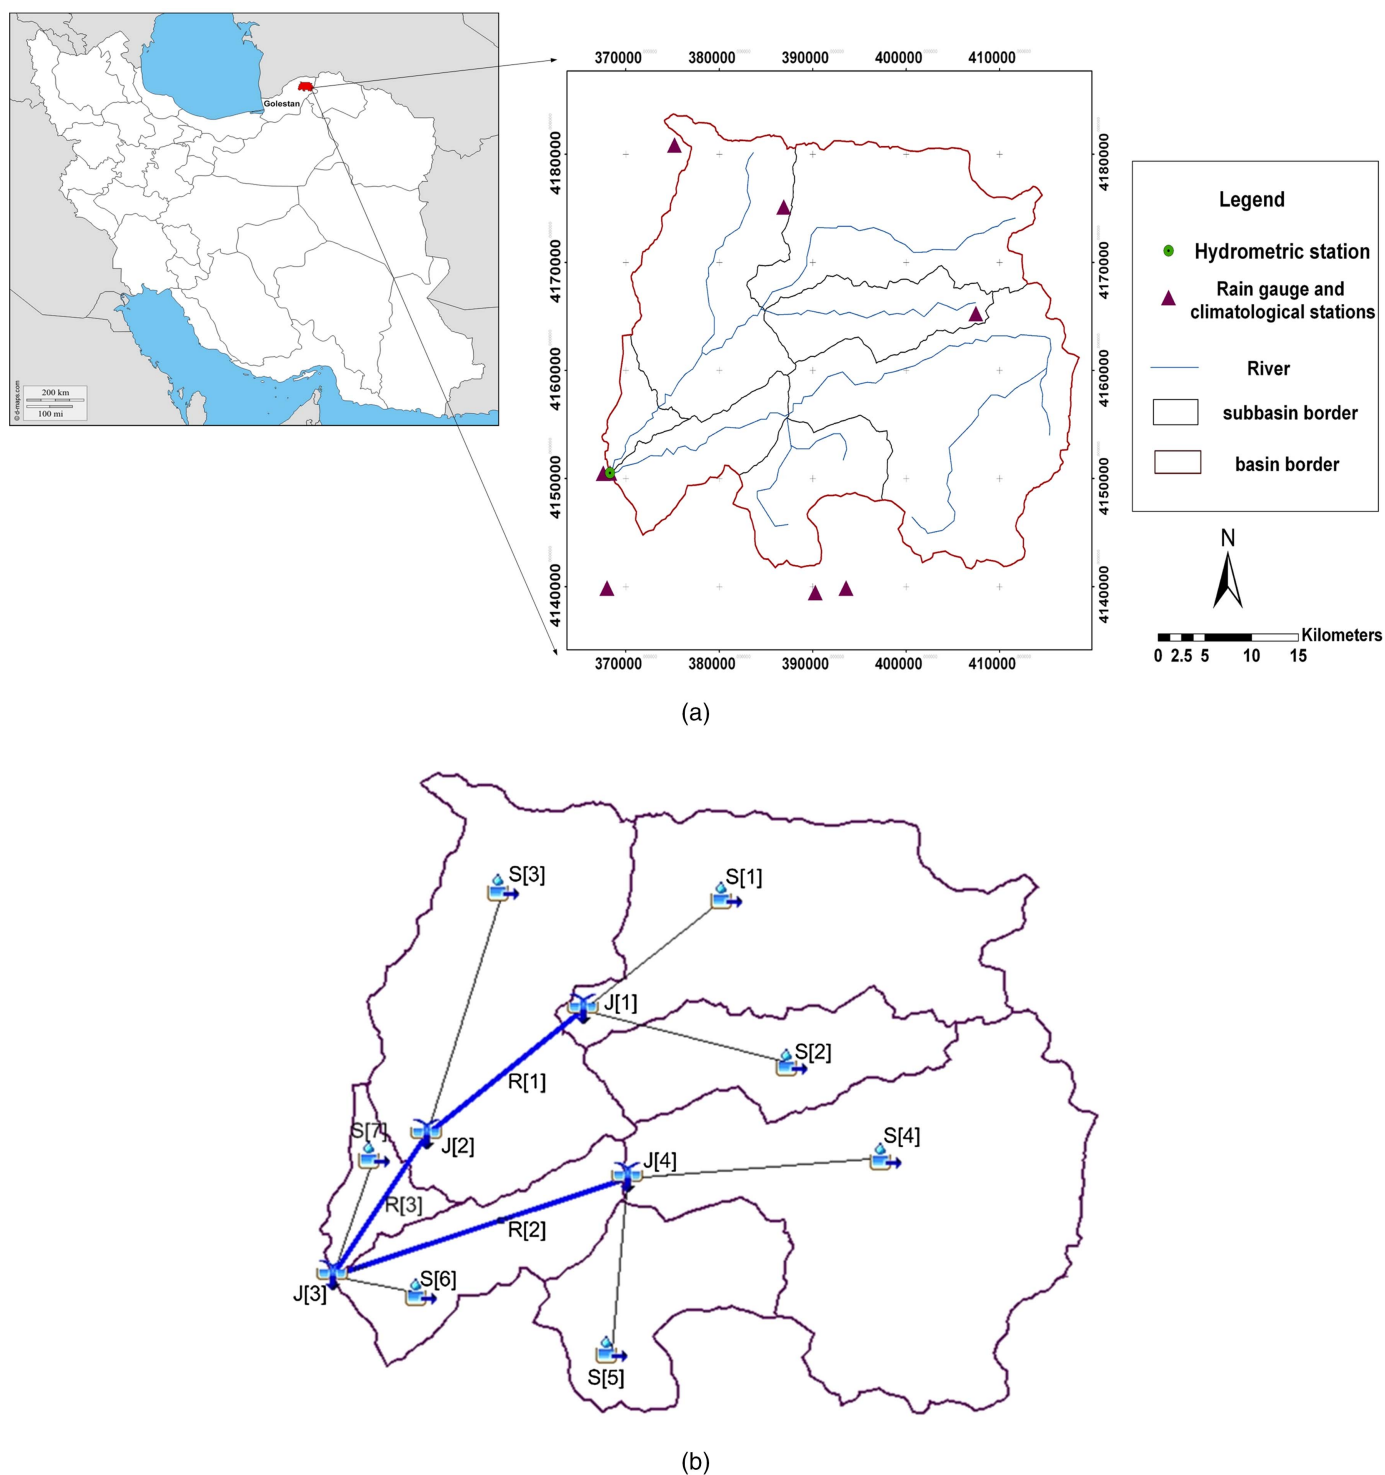 Golestan
200 km
100 mi
© d-maps.com
370000 380000 390000 400000 410000
4180000
4170000
4160000
4150000
4140000
4180000
4170000
4160000
4150000
4140000
370000 380000 390000 400000 410000
Legend
Hydrometric station
Rain gauge and
climatological stations
River
subbasin border
basin border
N
Kilometers
0 2.5 5 10 15
(a)
S[3]
S[1]
J[1]
S[2]
R[1]
S[7]
J[2]
S[4]
J[4]
R[3]
R[2]
J[3]
S[6]
S[5]
(b)